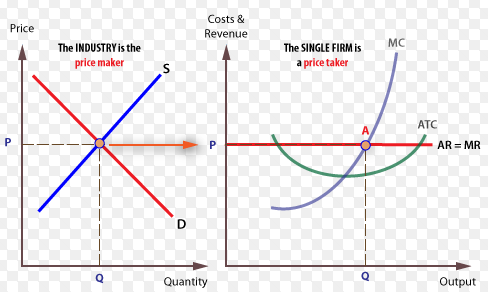 Price
The INDUSTRY is the
price maker
S
P
D
Q
Quantity
Costs &
Revenue
The SINGLE FIRM is
a price taker
MC
A
ATC
P
AR = MR
Q
Output